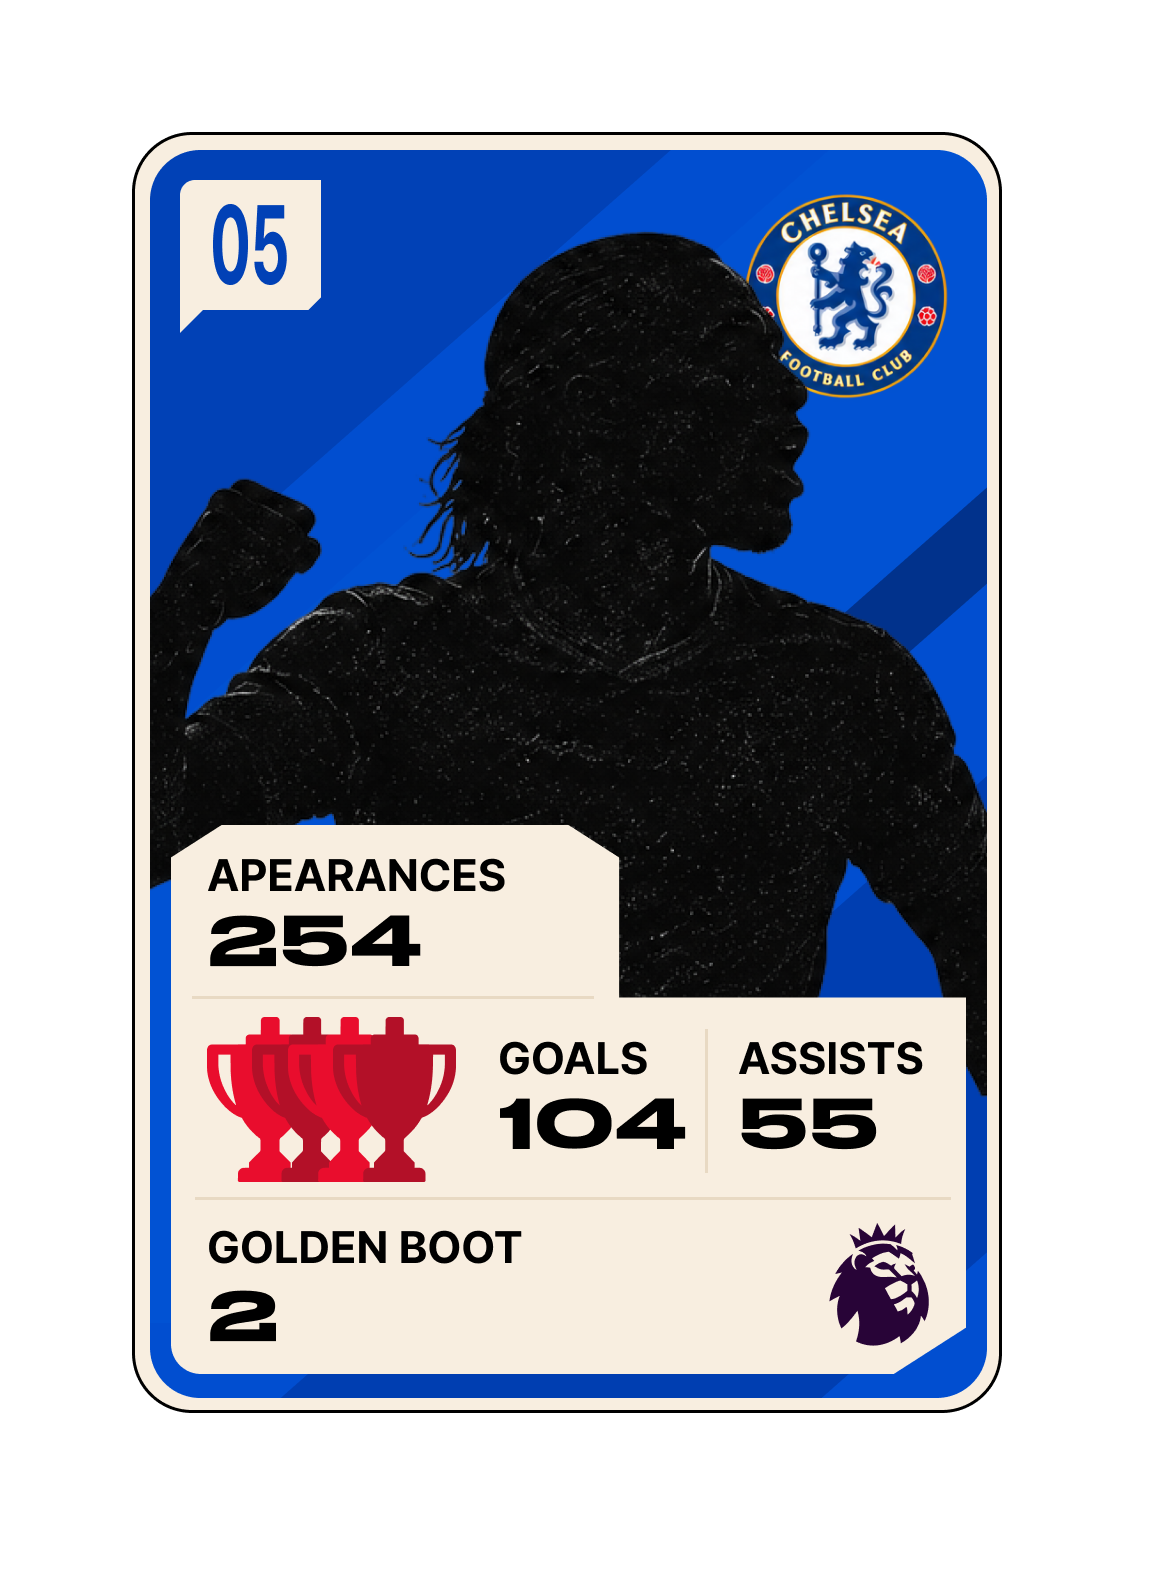 05
CHELSEA
FOOTBALL CLUB
APEARANCES
254
GOALS
104
ASSISTS
55
GOLDEN BOOT
2